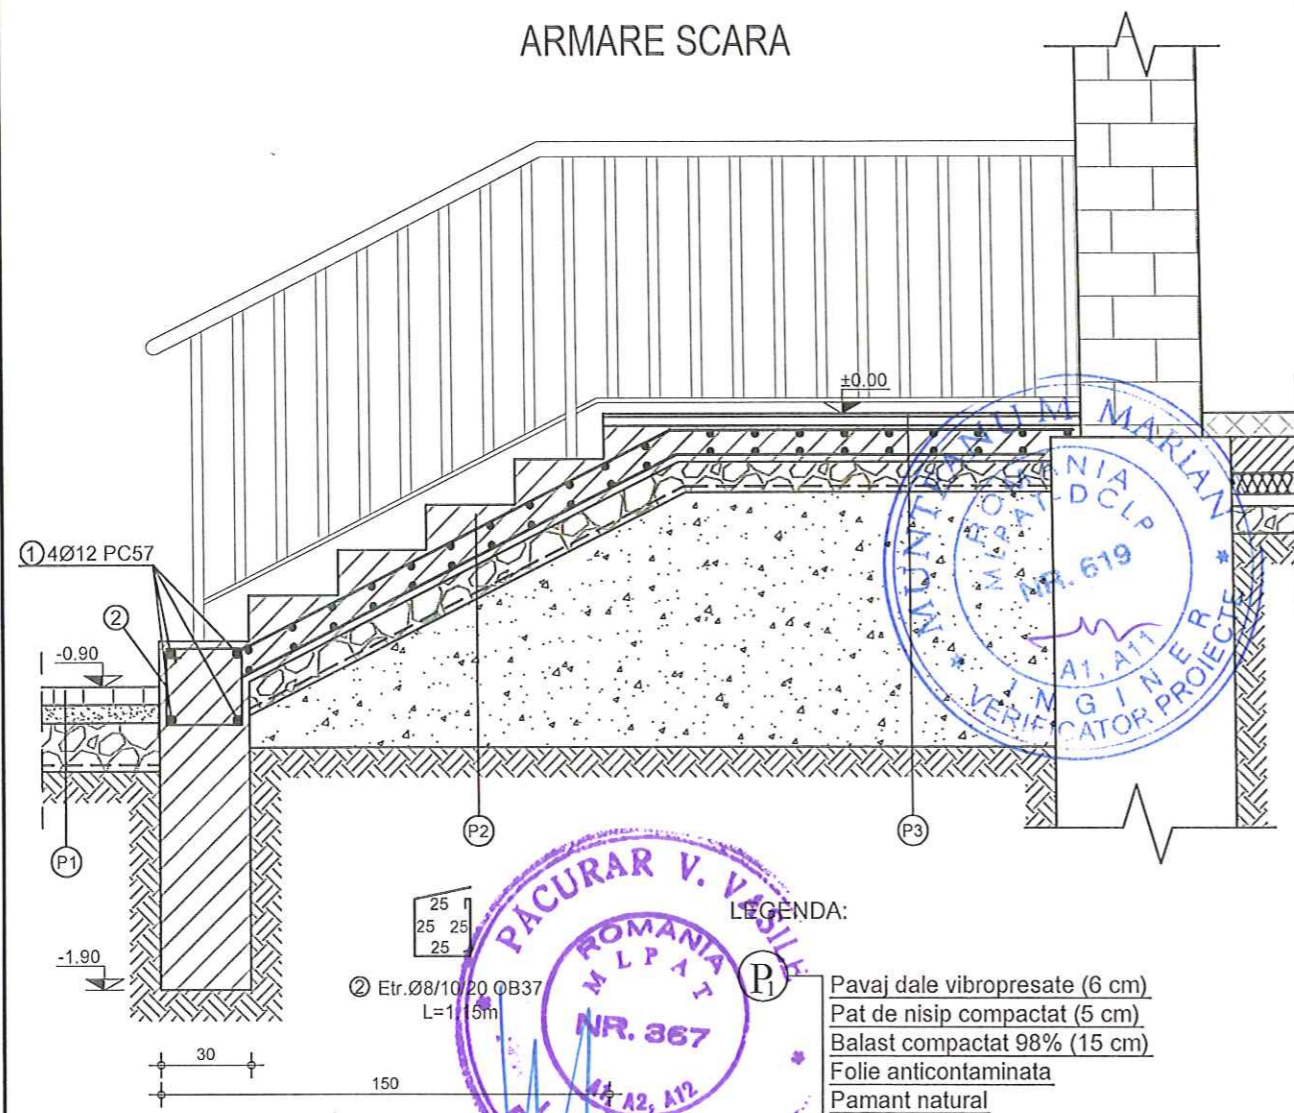 ARMARE SCARA
±0.00
① 4Ø12 PC57
②
-0.90
P1
P2
P3
-1.90
25
25 25
25
② Etr.Ø8/10/20 OB37
L=1,15m
30
150
LEGENDA:
P1
Pavaj dale vibropresate (6 cm)
Pat de nisip compactat (5 cm)
Balast compactat 98% (15 cm)
Folie anticontaminata
Pamant natural
MUNTEANU M MARIAN
ROMANIA
MLPAT-DCLP
NR. 619
A1, A11
INGINER
VERIFICATOR PROIECTE
PĂCURAR V. VASILE
ROMANIA
MLPAT
NR. 367
A1, A2, A12